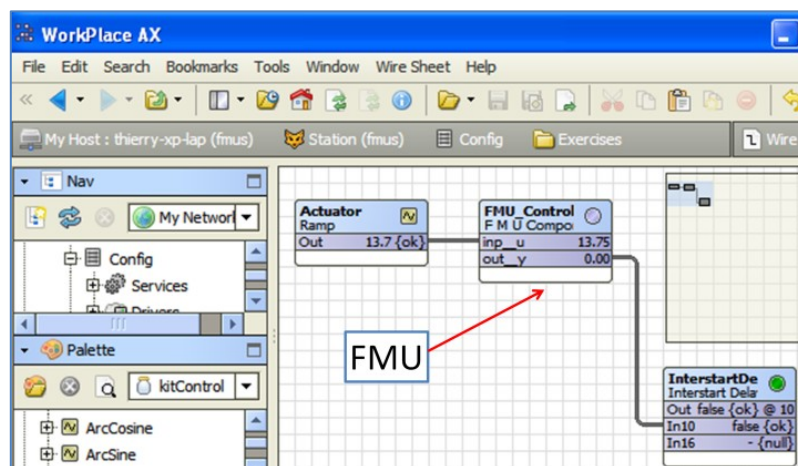 WorkPlace AX
File Edit Search Bookmarks Tools Window Wire Sheet Help
My Host : thierry-xp-lap (fmus) Station (fmus) Config Exercises Wire
Nav
My Networ
Config
Services
Palette
kitControl
ArcCosine
ArcSine
Actuator
Ramp
Out 13.7 {ok}
FMU_Control
F M U Compo
inp__u 13.75
out__y 0.00
FMU
InterstartDe
Interstart Dela
Out false {ok} @ 10
In10 false {ok}
In16 - {null}